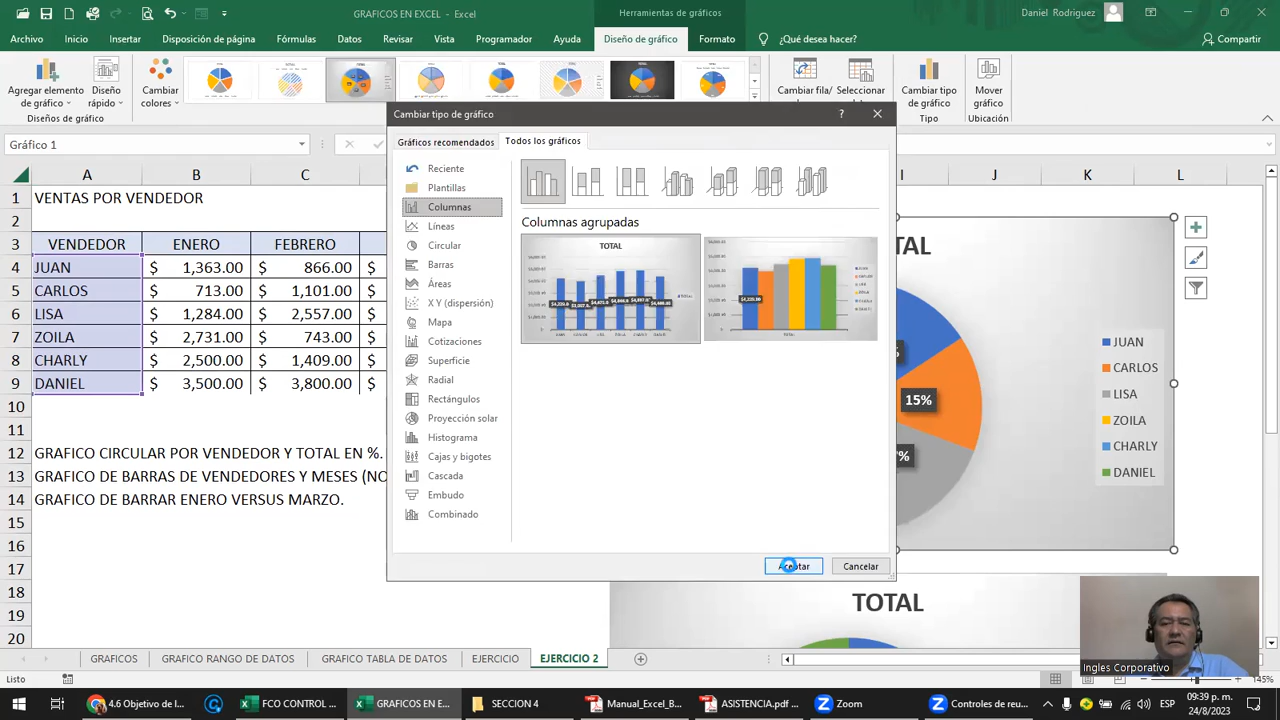 GRAFICOS EN EXCEL - Excel
Herramientas de gráficos
Daniel Rodriguez
Archivo Inicio Insertar Disposición de página Fórmulas Datos Revisar Vista Programador Ayuda Diseño de gráfico Formato ¿Qué desea hacer? Compartir
Agregar elemento de gráfico
Diseño rápido
Cambiar colores
Cambiar fila/
Seleccionar
Cambiar tipo de gráfico
Mover gráfico
Diseños de gráfico
Tipo
Ubicación
Gráfico 1
Cambiar tipo de gráfico
?
Gráficos recomendados
Todos los gráficos
Reciente
Plantillas
Columnas
Líneas
Circular
Barras
Áreas
X Y (dispersión)
Mapa
Cotizaciones
Superficie
Radial
Rectángulos
Proyección solar
Histograma
Cajas y bigotes
Cascada
Embudo
Combinado
Columnas agrupadas
TOTAL
Aceptar
Cancelar
A B C I J K L
1 VENTAS POR VENDEDOR
2
3 VENDEDOR ENERO FEBRERO
4 JUAN $ 1,363.00 $ 866.00 $
5 CARLOS $ 713.00 $ 1,101.00 $
6 LISA $ 1,284.00 $ 2,557.00 $
7 ZOILA $ 2,731.00 $ 743.00 $
8 CHARLY $ 2,500.00 $ 1,409.00 $
9 DANIEL $ 3,500.00 $ 3,800.00 $
10
11
12 GRAFICO CIRCULAR POR VENDEDOR Y TOTAL EN %.
13 GRAFICO DE BARRAS DE VENDEDORES Y MESES (NO
14 GRAFICO DE BARRAR ENERO VERSUS MARZO.
15
16
17
18
19
20
TAL
15%
%
JUAN
CARLOS
LISA
ZOILA
CHARLY
DANIEL
TOTAL
Ingles Corporativo
GRAFICOS GRAFICO RANGO DE DATOS GRAFICO TABLA DE DATOS EJERCICIO EJERCICIO 2
Listo
145%
4.6 Objetivo de l...
FCO CONTROL ...
GRAFICOS EN E...
SECCION 4
Manual_Excel_B...
ASISTENCIA.pdf ...
Zoom
Controles de reu...
ESP
09:39 p. m.
24/8/2023